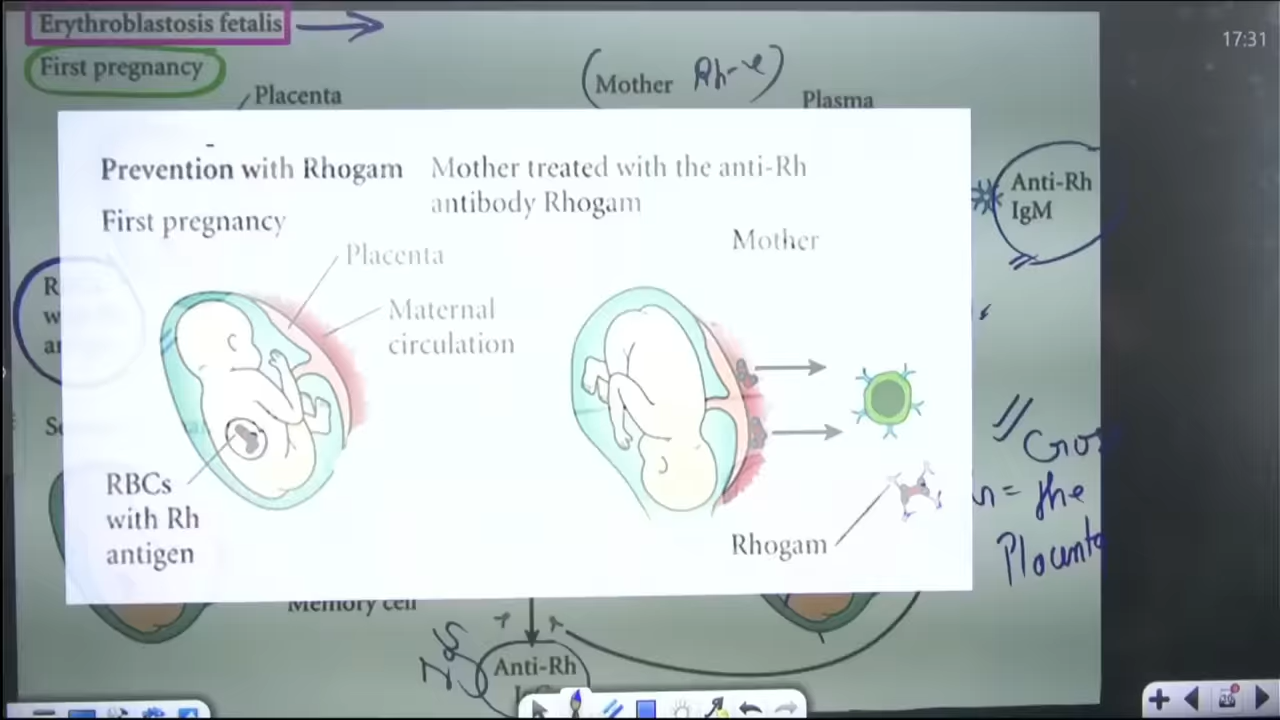 Erythroblastosis fetalis
First pregnancy
Placenta
(Mother Rh-ve)
Plasma
17:31
Prevention with Rhogam
Mother treated with the anti-Rh
antibody Rhogam
First pregnancy
Mother
Placenta
Maternal
circulation
RBCs
with Rh
antigen
Rhogam
Anti-Rh
IgM
the
Memory cell
Anti-Rh